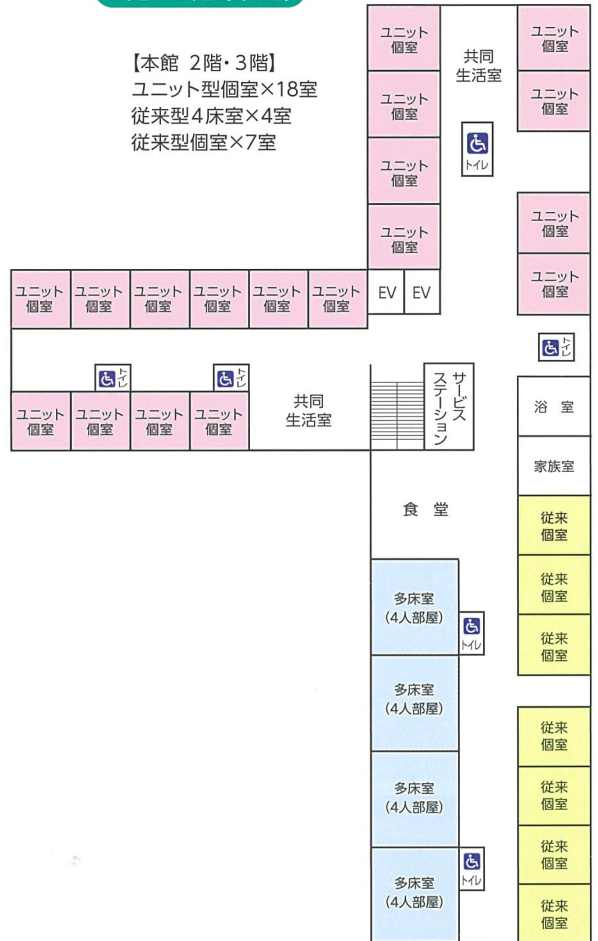 【本館 2階・3階】
ユニット型個室×18室
従来型4床室×4室
従来型個室×7室
ユニット
個室
共同
生活室
ユニット
個室
ユニット
個室
ユニット
個室
トイレ
ユニット
個室
ユニット
個室
ユニット
個室
ユニット
個室
ユニット
個室
ユニット
個室
ユニット
個室
ユニット
個室
ユニット
個室
ユニット
個室
EV
EV
ユニット
個室
トイレ
トイレ
トイレ
ユニット
個室
ユニット
個室
ユニット
個室
ユニット
個室
共同
生活室
サービス
ステーション
浴 室
家族室
食 堂
従来
個室
従来
個室
従来
個室
多床室
(4人部屋)
トイレ
多床室
(4人部屋)
従来
個室
多床室
(4人部屋)
従来
個室
従来
個室
多床室
(4人部屋)
トイレ
従来
個室